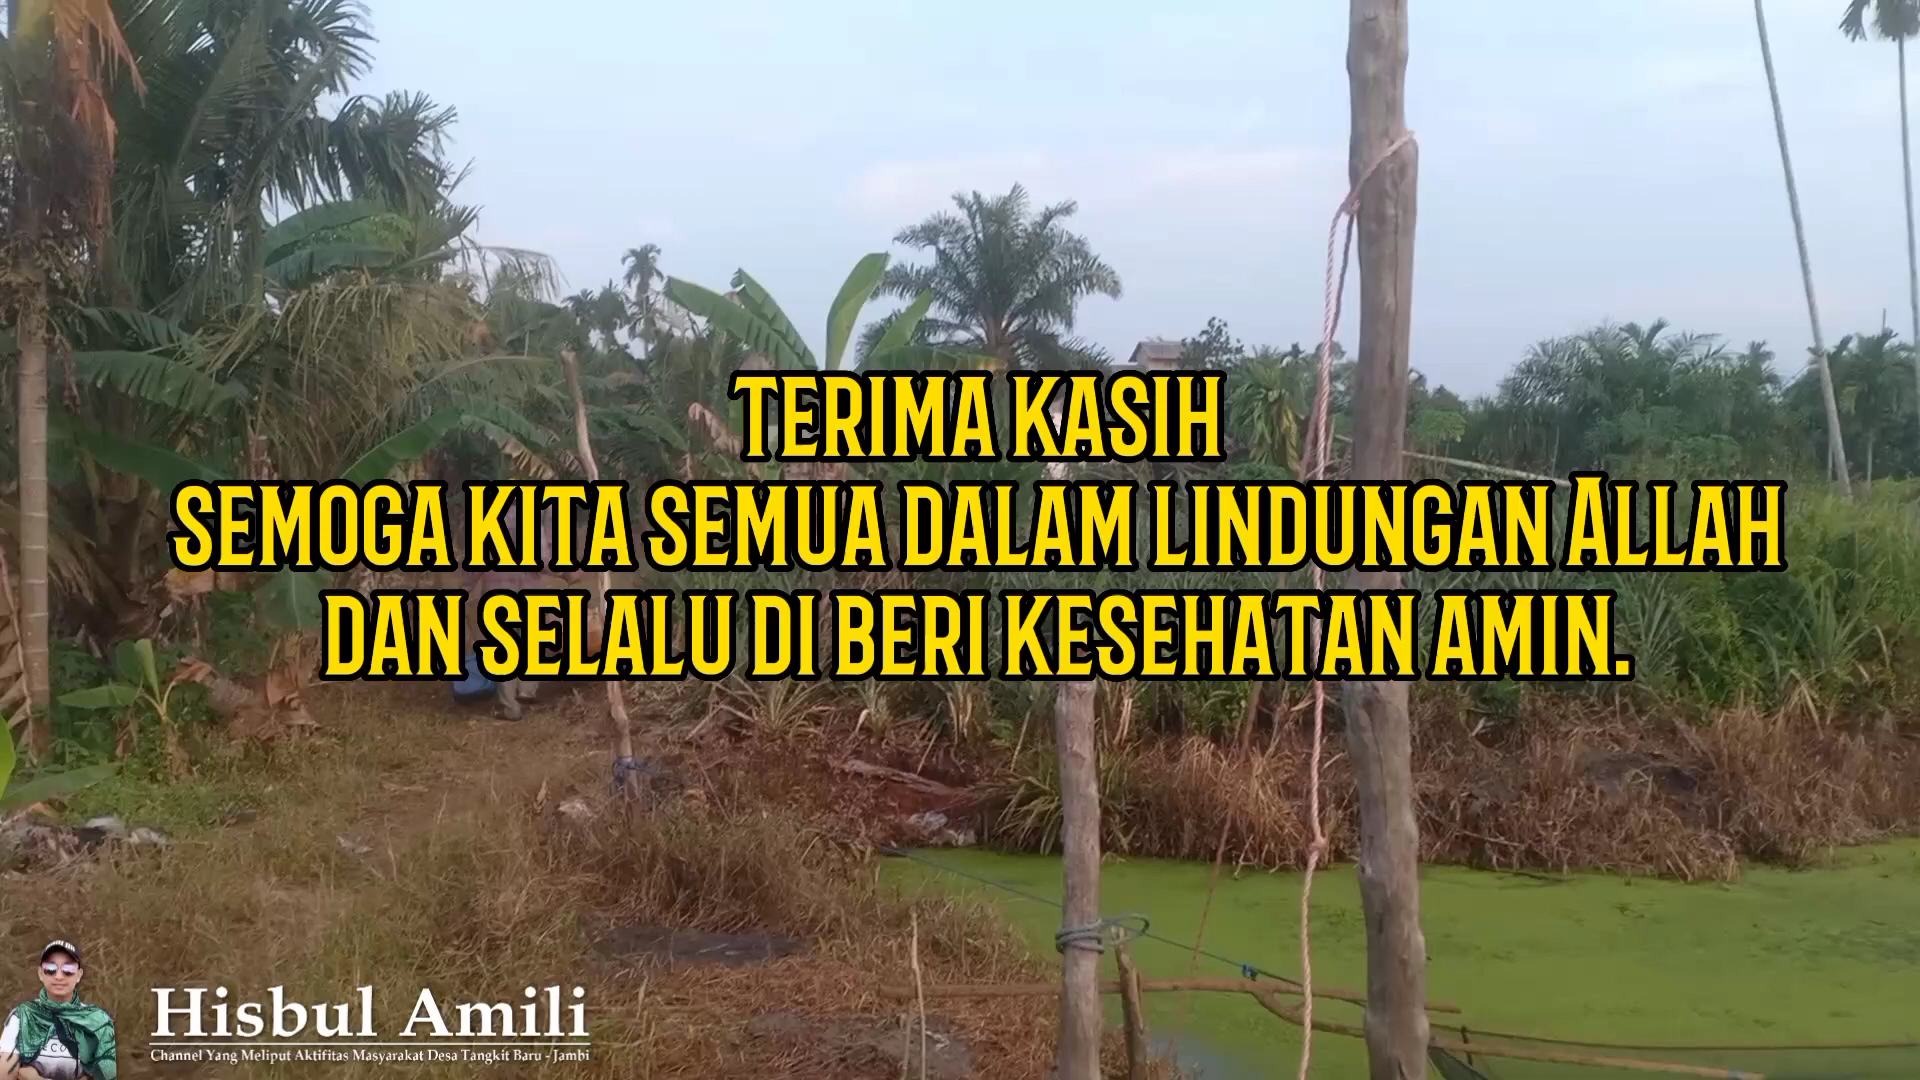 TERIMA KASIH
SEMOGA KITA SEMUA DALAM LINDUNGAN ALLAH
DAN SELALU DI BERI KESEHATAN AMIN.
Hisbul Amili
Channel Yang Meliput Aktifitas Masyarakat Desa Tangkit Baru - Jambi